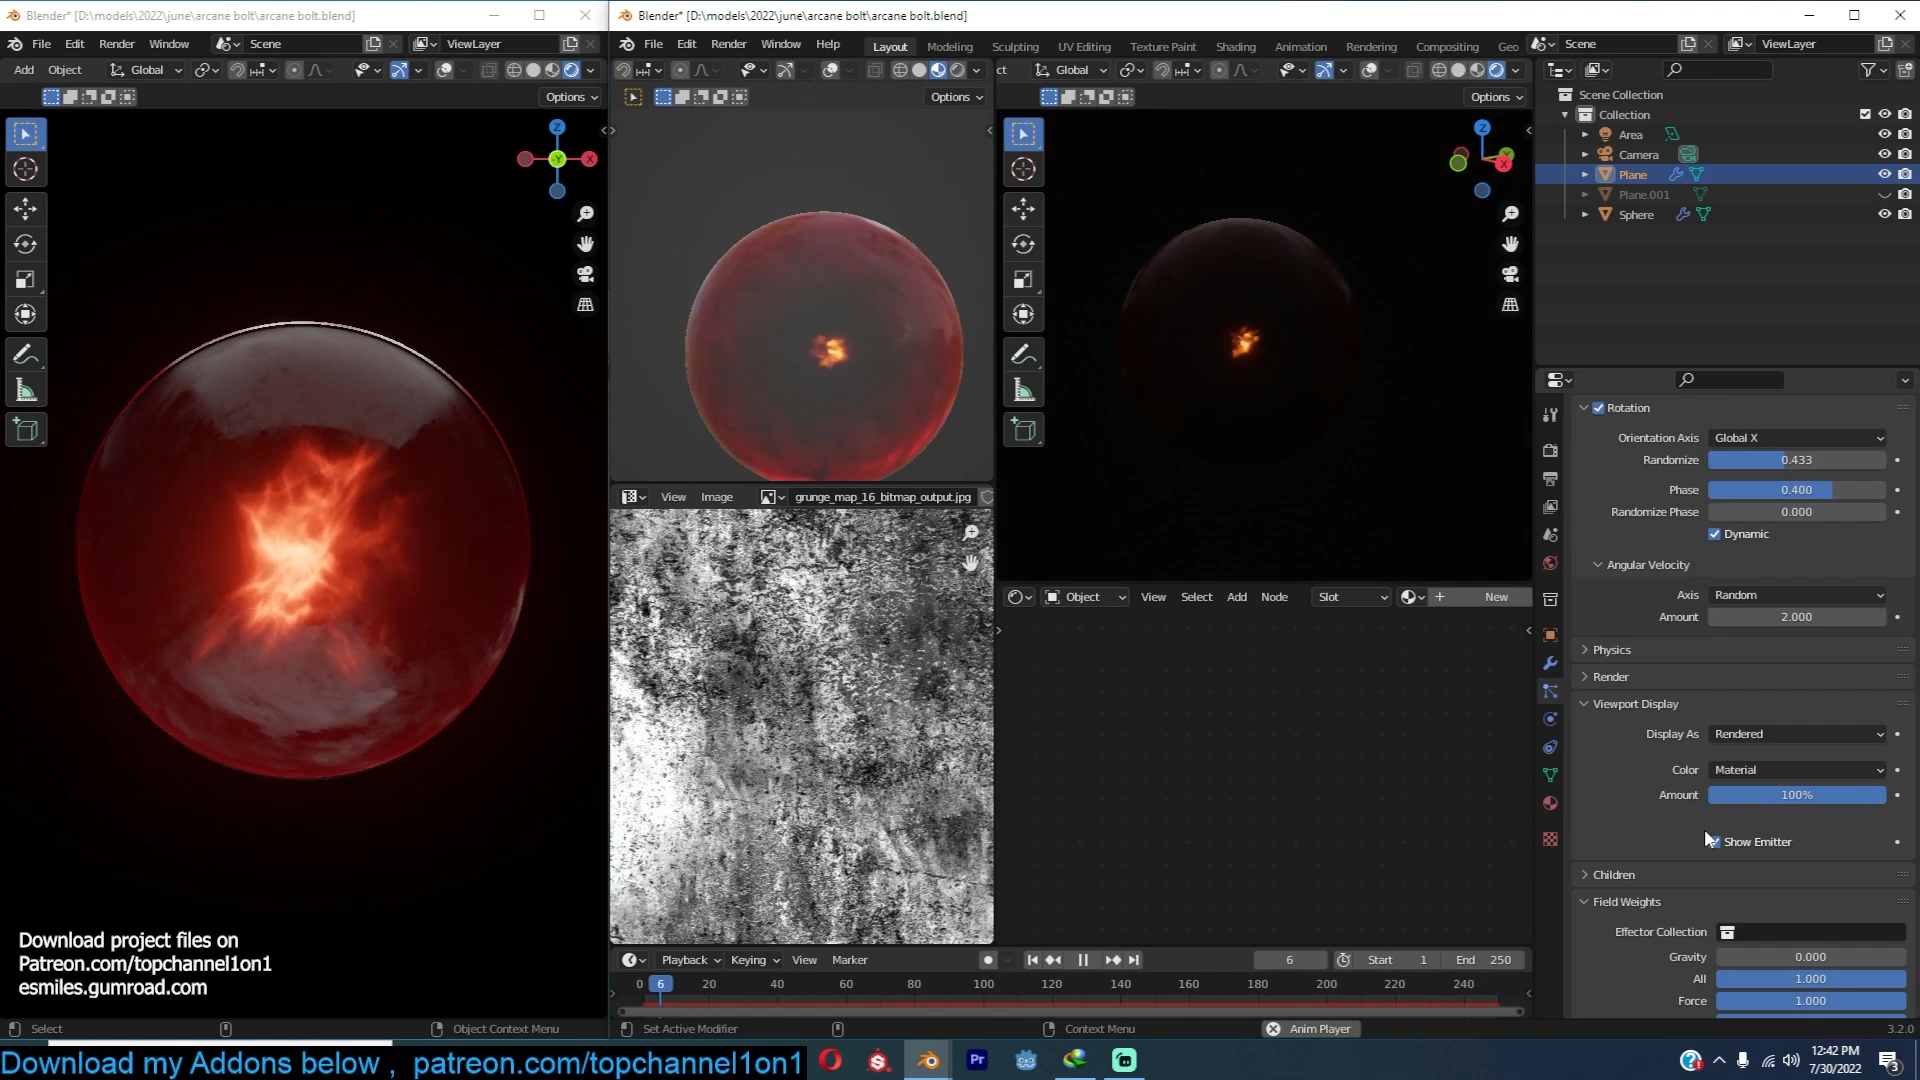 Blender* [D:\models\2022\june\arcane bolt\arcane bolt.blend]
File Edit Render Window Scene ViewLayer
Add Object Global
Options
Z
-Y X
Download project files on
Patreon.com/topchannel1on1
esmiles.gumroad.com
Select Object Context Menu
Blender* [D:\models\2022\june\arcane bolt\arcane bolt.blend]
File Edit Render Window Help Layout Modeling Sculpting UV Editing Texture Paint Shading Animation Rendering Compositing Geo Scene ViewLayer
ct Global
Options Options
Z
X
View Image grunge_map_16_bitmap_output.jpg
Object View Select Add Node Slot New
Playback Keying View Marker 6 Start 1 End 250
0 6 20 40 60 80 100 120 140 160 180 200 220 240
Set Active Modifier Context Menu Anim Player 3.2.0
Scene Collection
Collection
Area
Camera
Plane
Plane.001
Sphere
Rotation
Orientation Axis Global X
Randomize 0.433
Phase 0.400
Randomize Phase 0.000
Dynamic
Angular Velocity
Axis Random
Amount 2.000
Physics
Render
Viewport Display
Display As Rendered
Color Material
Amount 100%
Show Emitter
Children
Field Weights
Effector Collection
Gravity 0.000
All 1.000
Force 1.000
Download my Addons below , patreon.com/topchannel1on1
Pr
12:42 PM
7/30/2022
3